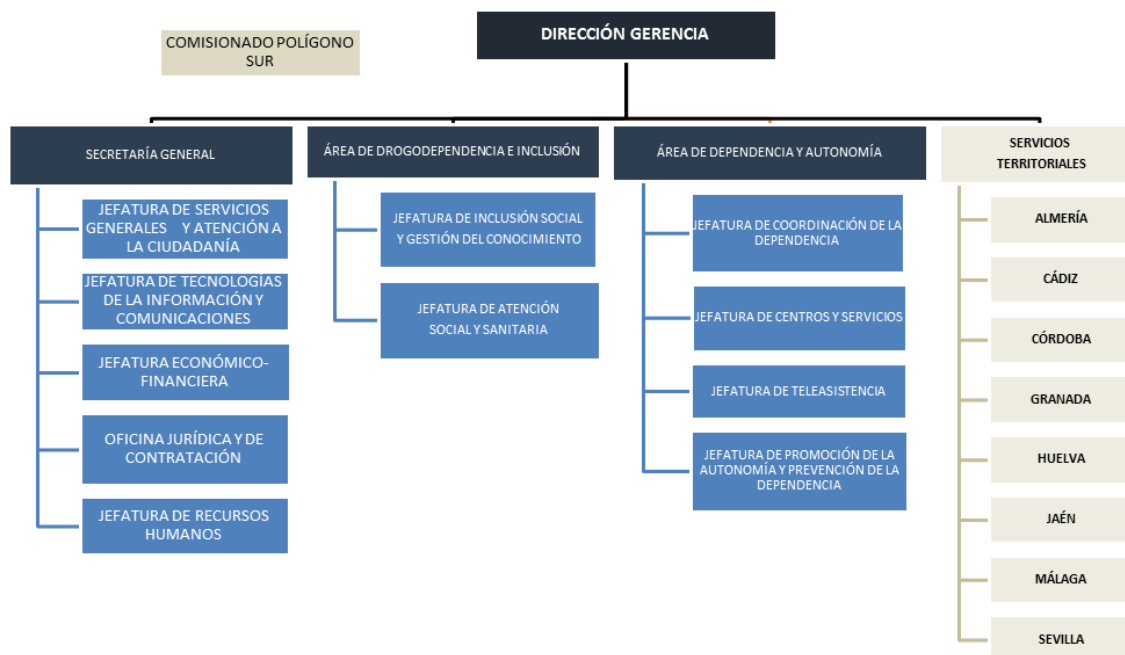 COMISIONADO POLÍGONO
SUR
DIRECCIÓN GERENCIA
SECRETARÍA GENERAL
JEFATURA DE SERVICIOS
GENERALES Y ATENCIÓN A
LA CIUDADANÍA
JEFATURA DE TECNOLOGÍAS
DE LA INFORMACIÓN Y
COMUNICACIONES
JEFATURA ECONÓMICO-
FINANCIERA
OFICINA JURÍDICA Y DE
CONTRATACIÓN
JEFATURA DE RECURSOS
HUMANOS
ÁREA DE DROGODEPENDENCIA E INCLUSIÓN
JEFATURA DE INCLUSIÓN SOCIAL
Y GESTIÓN DEL CONOCIMIENTO
JEFATURA DE ATENCIÓN
SOCIAL Y SANITARIA
ÁREA DE DEPENDENCIA Y AUTONOMÍA
JEFATURA DE COORDINACIÓN DE LA
DEPENDENCIA
JEFATURA DE CENTROS Y SERVICIOS
JEFATURA DE TELEASISTENCIA
JEFATURA DE PROMOCIÓN DE LA
AUTONOMÍA Y PREVENCIÓN DE LA
DEPENDENCIA
SERVICIOS
TERRITORIALES
ALMERÍA
CÁDIZ
CÓRDOBA
GRANADA
HUELVA
JAÉN
MÁLAGA
SEVILLA